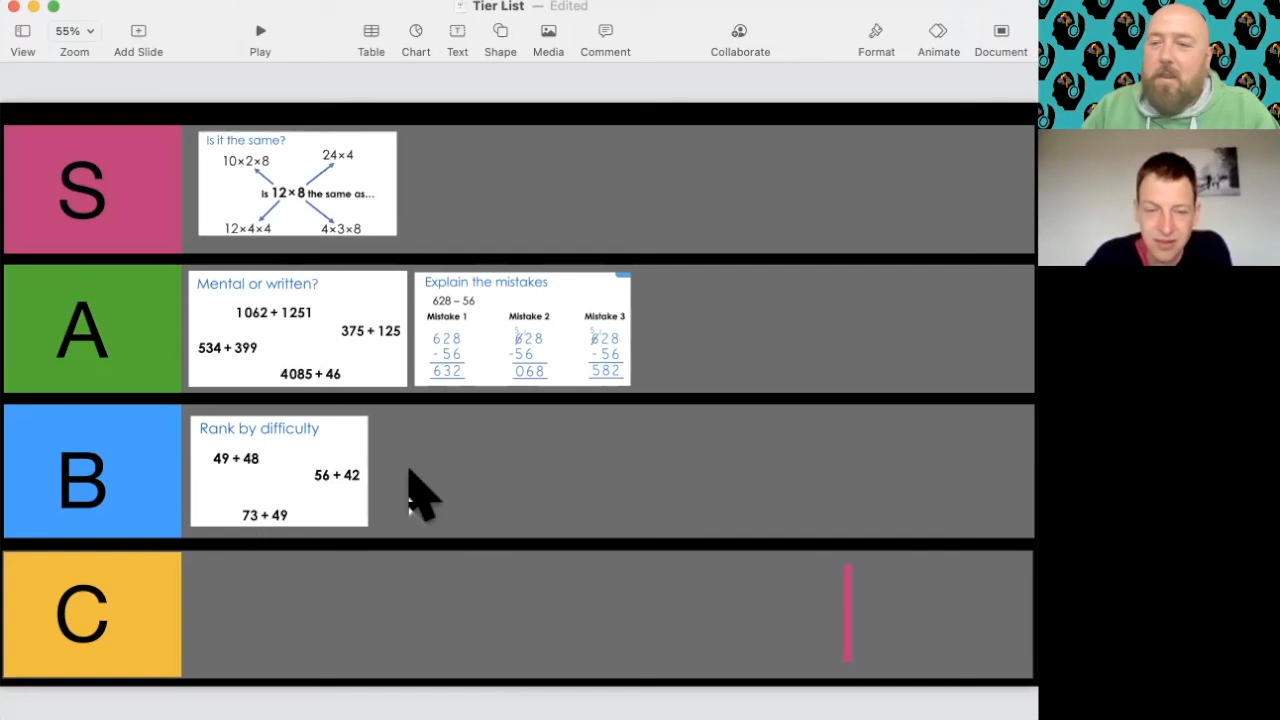 Tier List — Edited
55%
View
Zoom
Add Slide
Play
Table
Chart
Text
Shape
Media
Comment
Collaborate
Format
Animate
Document
S
Is it the same?
10×2×8
24×4
Is 12×8 the same as...
12×4×4
4×3×8
A
Mental or written?
1062 + 1251
375 + 125
534 + 399
4085 + 46
Explain the mistakes
628 – 56
Mistake 1
Mistake 2
Mistake 3
628
- 56
632
5 1
628
-56
068
5 1
628
- 56
582
B
Rank by difficulty
49 + 48
56 + 42
73 + 49
C